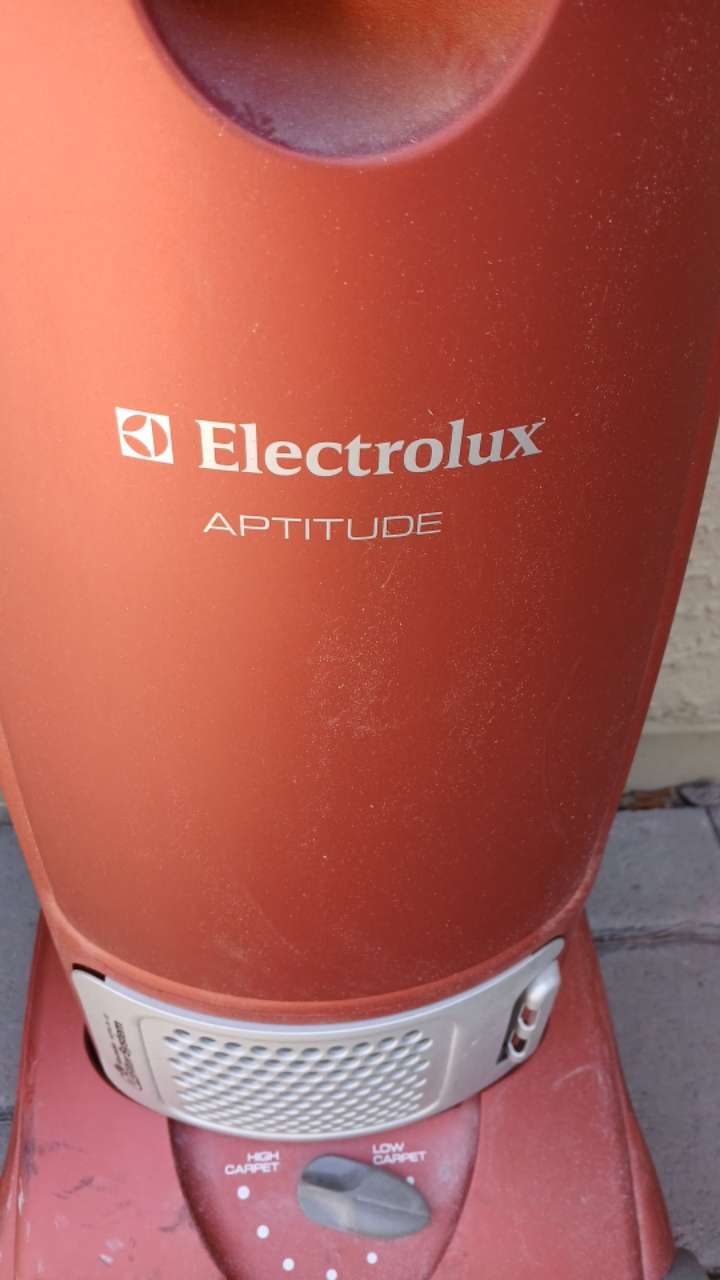 Electrolux
APTITUDE
HIGH
CARPET
LOW
CARPET